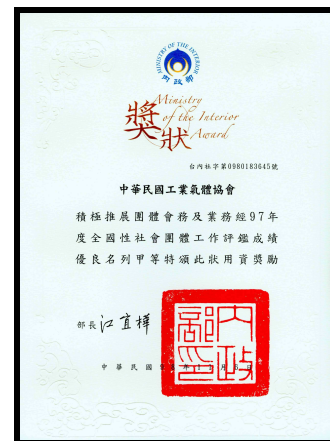 MINISTRY OF THE INTERIOR
內政部
獎狀
Ministry
of the Interior
Award
台內社字第0980183645號
中華民國工業氣體協會
積極推展團體會務及業務經97年
度全國性社會團體工作評鑑成績
優良名列甲等特頒此狀用資獎勵
部長 江宜樺
內政部印
中華民國